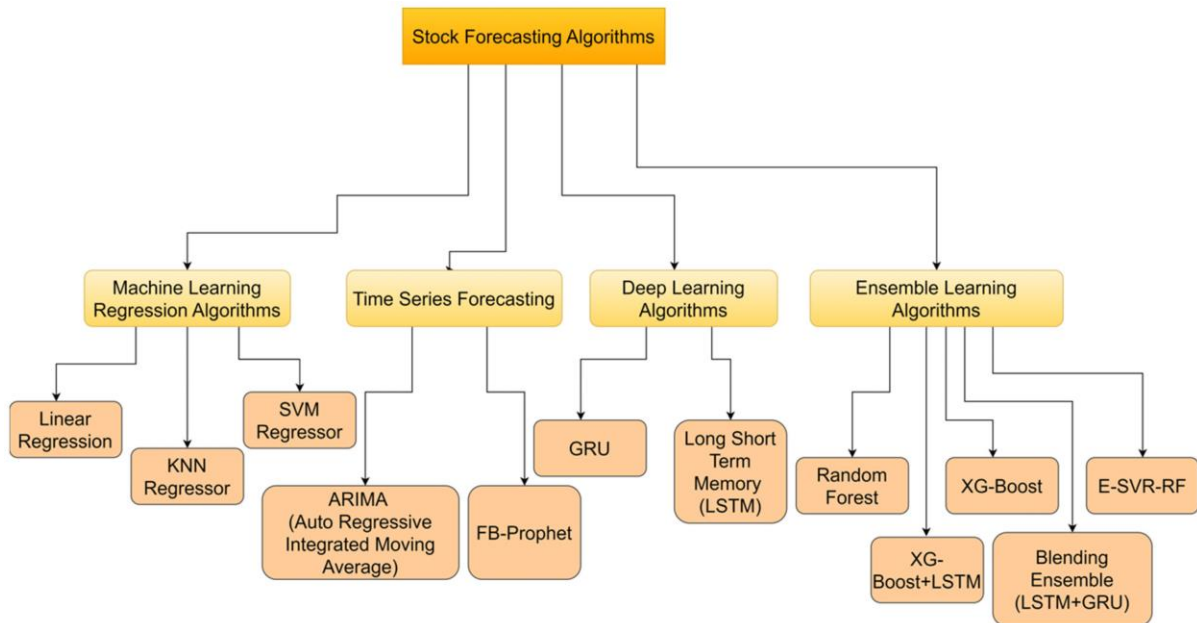 Stock Forecasting Algorithms
Machine Learning
Regression Algorithms
Time Series Forecasting
Deep Learning
Algorithms
Ensemble Learning
Algorithms
Linear
Regression
KNN
Regressor
SVM
Regressor
ARIMA
(Auto Regressive
Integrated Moving
Average)
FB-Prophet
GRU
Long Short
Term
Memory
(LSTM)
Random
Forest
XG-
Boost+LSTM
XG-Boost
Blending
Ensemble
(LSTM+GRU)
E-SVR-RF